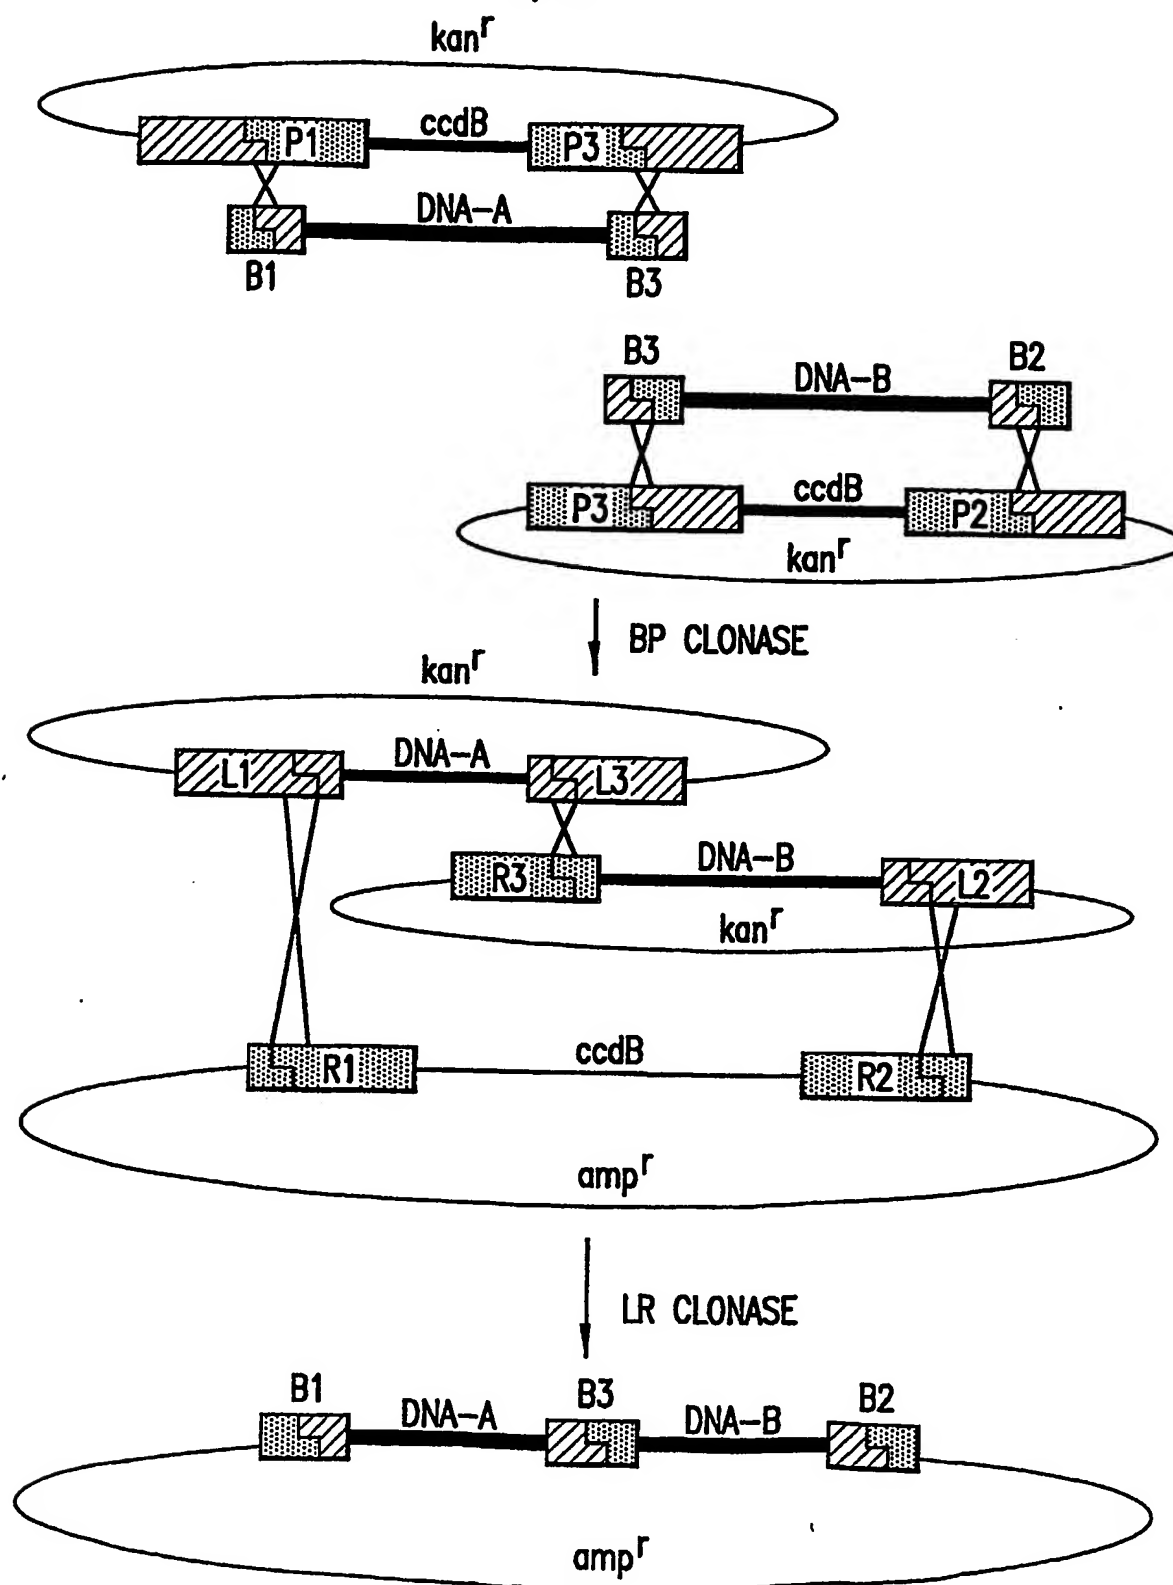 kanr
P1 ccdB P3
DNA-A
B1 B3
B3 DNA-B B2
P3 ccdB P2
kanr
BP CLONASE
kanr
L1 DNA-A L3
R3 DNA-B L2
kanr
R1 ccdB R2
ampr
LR CLONASE
B1 DNA-A B3 DNA-B B2
ampr